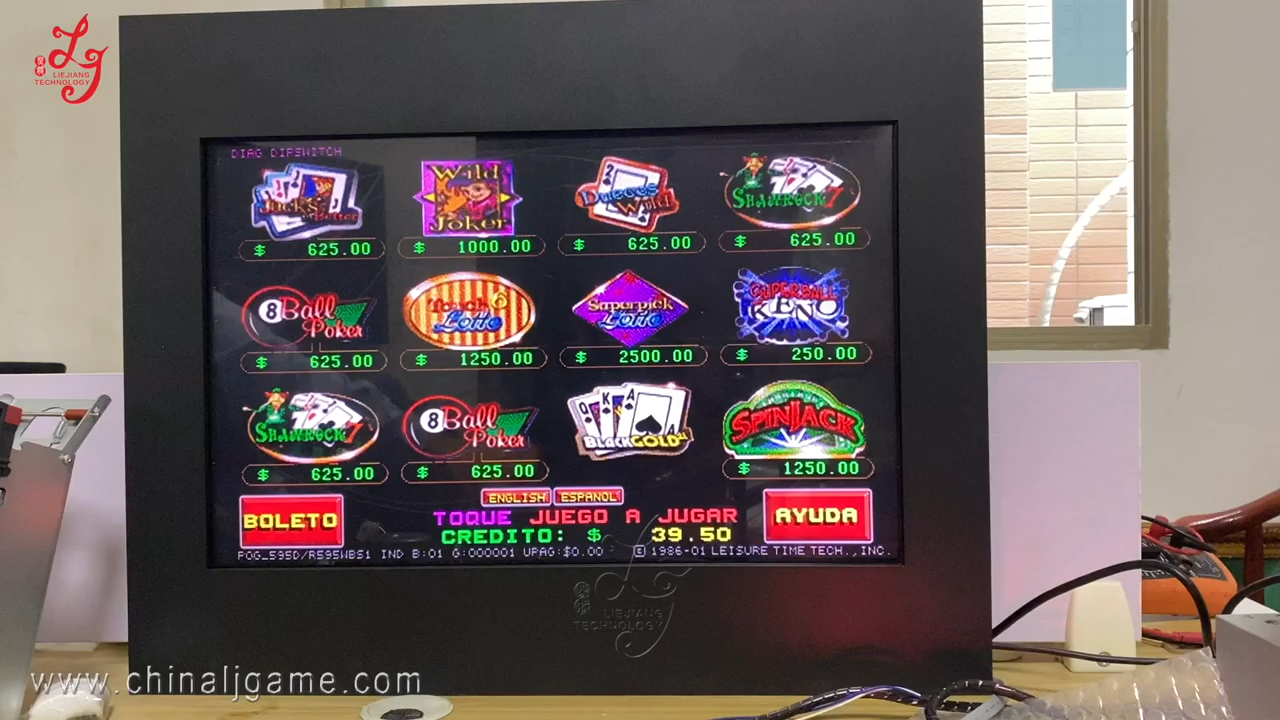 LIEJIANG
TECHNOLOGY
DIAG DIPSWITCH
Jacks
or Better
$ 625.00
Wild
Joker
$ 1000.00
Deuces
Wild
$ 625.00
SHAMROCK 7
$ 625.00
8 Ball
Poker
$ 625.00
Touch 6
Lotto
$ 1250.00
Superpick
Lotto
$ 2500.00
SUPERBALL
KENO
$ 250.00
SHAMROCK 7
$ 625.00
8 Ball
Poker
$ 625.00
Q K A A
BLACKGOLD
SPINJACK
$ 1250.00
ENGLISH ESPANOL
BOLETO
TOQUE JUEGO A JUGAR
AYUDA
CREDITO: $ 39.50
POG_595D/R595WBS1 IND B:01 G:000001 UPAG:$0.00 © 1986-01 LEISURE TIME TECH., INC.
LIEJIANG
TECHNOLOGY
www.chinaljgame.com